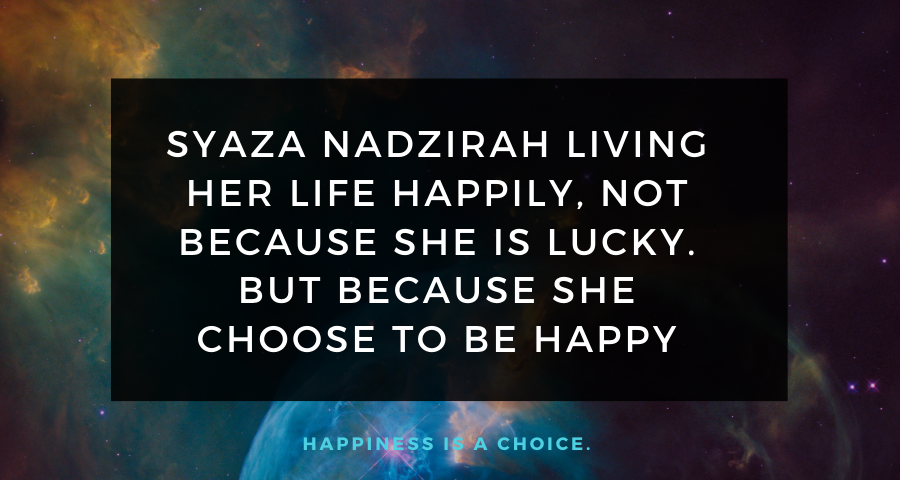 SYAZA NADZIRAH LIVING
HER LIFE HAPPILY, NOT
BECAUSE SHE IS LUCKY.
BUT BECAUSE SHE
CHOOSE TO BE HAPPY
HAPPINESS IS A CHOICE.